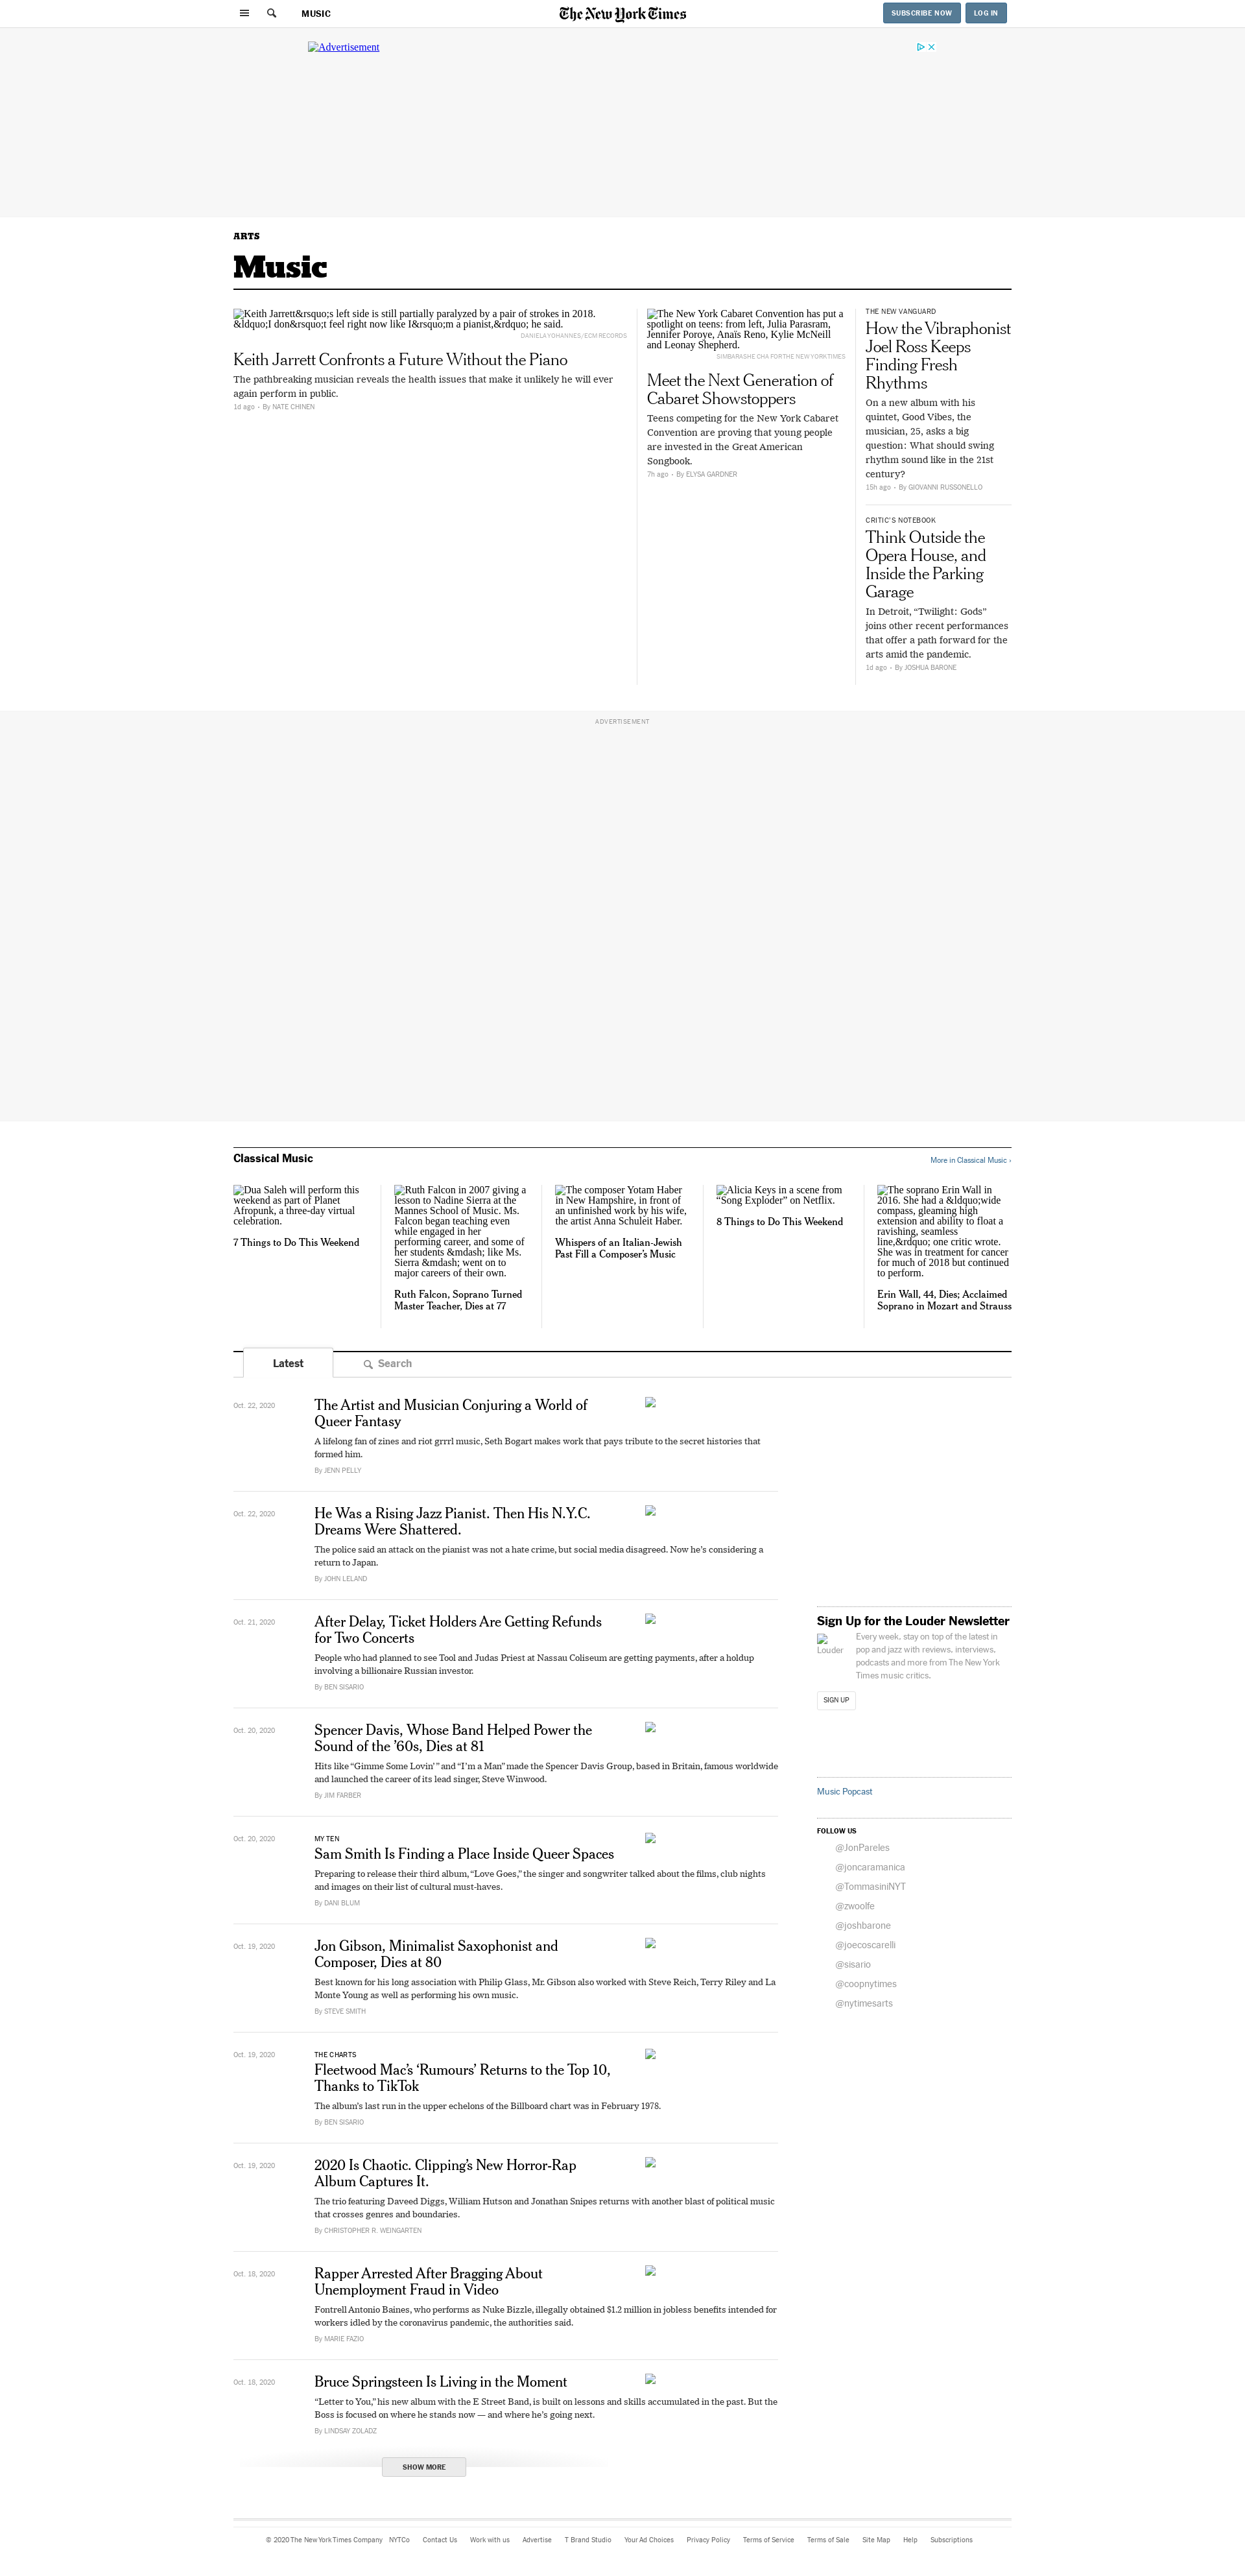 MUSIC
The New York Times
SUBSCRIBE NOW
LOG IN
Advertisement
ARTS
Music
Keith Jarrett&rsquo;s left side is still partially paralyzed by a pair of strokes in 2018.
&ldquo;I don&rsquo;t feel right now like I&rsquo;m a pianist,&rdquo; he said.
DANIELA YOHANNES/ECM RECORDS
Keith Jarrett Confronts a Future Without the Piano
The pathbreaking musician reveals the health issues that make it unlikely he will ever
again perform in public.
1d ago - By NATE CHINEN
The New York Cabaret Convention has put a
spotlight on teens: from left, Julia Parasram,
Jennifer Poroye, Anaïs Reno, Kylie McNeill
and Leonay Shepherd.
SIMBARASHE CHA FOR THE NEW YORK TIMES
Meet the Next Generation of
Cabaret Showstoppers
Teens competing for the New York Cabaret
Convention are proving that young people
are invested in the Great American
Songbook.
7h ago - By ELYSA GARDNER
THE NEW VANGUARD
How the Vibraphonist
Joel Ross Keeps
Finding Fresh
Rhythms
On a new album with his
quintet, Good Vibes, the
musician, 25, asks a big
question: What should swing
rhythm sound like in the 21st
century?
15h ago - By GIOVANNI RUSSONELLO
CRITIC'S NOTEBOOK
Think Outside the
Opera House, and
Inside the Parking
Garage
In Detroit, “Twilight: Gods”
joins other recent performances
that offer a path forward for the
arts amid the pandemic.
1d ago - By JOSHUA BARONE
ADVERTISEMENT
Classical Music
More in Classical Music ›
Dua Saleh will perform this
weekend as part of Planet
Afropunk, a three-day virtual
celebration.
7 Things to Do This Weekend
Ruth Falcon in 2007 giving a
lesson to Nadine Sierra at the
Mannes School of Music. Ms.
Falcon began teaching even
while engaged in her
performing career, and some of
her students &mdash; like Ms.
Sierra &mdash; went on to
major careers of their own.
Ruth Falcon, Soprano Turned
Master Teacher, Dies at 77
The composer Yotam Haber
in New Hampshire, in front of
an unfinished work by his wife,
the artist Anna Schuleit Haber.
Whispers of an Italian-Jewish
Past Fill a Composer’s Music
Alicia Keys in a scene from
“Song Exploder” on Netflix.
8 Things to Do This Weekend
The soprano Erin Wall in
2016. She had a &ldquo;wide
compass, gleaming high
extension and ability to float a
ravishing, seamless
line,&rdquo; one critic wrote.
She was in treatment for cancer
for much of 2018 but continued
to perform.
Erin Wall, 44, Dies; Acclaimed
Soprano in Mozart and Strauss
Latest
Search
Oct. 22, 2020
The Artist and Musician Conjuring a World of
Queer Fantasy
A lifelong fan of zines and riot grrrl music, Seth Bogart makes work that pays tribute to the secret histories that
formed him.
By JENN PELLY
Oct. 22, 2020
He Was a Rising Jazz Pianist. Then His N.Y.C.
Dreams Were Shattered.
The police said an attack on the pianist was not a hate crime, but social media disagreed. Now he’s considering a
return to Japan.
By JOHN LELAND
Oct. 21, 2020
After Delay, Ticket Holders Are Getting Refunds
for Two Concerts
People who had planned to see Tool and Judas Priest at Nassau Coliseum are getting payments, after a holdup
involving a billionaire Russian investor.
By BEN SISARIO
Oct. 20, 2020
Spencer Davis, Whose Band Helped Power the
Sound of the ’60s, Dies at 81
Hits like “Gimme Some Lovin’” and “I’m a Man” made the Spencer Davis Group, based in Britain, famous worldwide
and launched the career of its lead singer, Steve Winwood.
By JIM FARBER
Oct. 20, 2020
MY TEN
Sam Smith Is Finding a Place Inside Queer Spaces
Preparing to release their third album, “Love Goes,” the singer and songwriter talked about the films, club nights
and images on their list of cultural must-haves.
By DANI BLUM
Oct. 19, 2020
Jon Gibson, Minimalist Saxophonist and
Composer, Dies at 80
Best known for his long association with Philip Glass, Mr. Gibson also worked with Steve Reich, Terry Riley and La
Monte Young as well as performing his own music.
By STEVE SMITH
Oct. 19, 2020
THE CHARTS
Fleetwood Mac’s ‘Rumours’ Returns to the Top 10,
Thanks to TikTok
The album’s last run in the upper echelons of the Billboard chart was in February 1978.
By BEN SISARIO
Oct. 19, 2020
2020 Is Chaotic. Clipping’s New Horror-Rap
Album Captures It.
The trio featuring Daveed Diggs, William Hutson and Jonathan Snipes returns with another blast of political music
that crosses genres and boundaries.
By CHRISTOPHER R. WEINGARTEN
Oct. 18, 2020
Rapper Arrested After Bragging About
Unemployment Fraud in Video
Fontrell Antonio Baines, who performs as Nuke Bizzle, illegally obtained $1.2 million in jobless benefits intended for
workers idled by the coronavirus pandemic, the authorities said.
By MARIE FAZIO
Oct. 18, 2020
Bruce Springsteen Is Living in the Moment
“Letter to You,” his new album with the E Street Band, is built on lessons and skills accumulated in the past. But the
Boss is focused on where he stands now — and where he’s going next.
By LINDSAY ZOLADZ
SHOW MORE
Sign Up for the Louder Newsletter
Louder
Every week, stay on top of the latest in
pop and jazz with reviews, interviews,
podcasts and more from The New York
Times music critics.
SIGN UP
Music Popcast
FOLLOW US
@JonPareles
@joncaramanica
@TommasiniNYT
@zwoolfe
@joshbarone
@joecoscarelli
@sisario
@coopnytimes
@nytimesarts
© 2020 The New York Times Company NYTCo Contact Us Work with us Advertise T Brand Studio Your Ad Choices Privacy Policy Terms of Service Terms of Sale Site Map Help Subscriptions